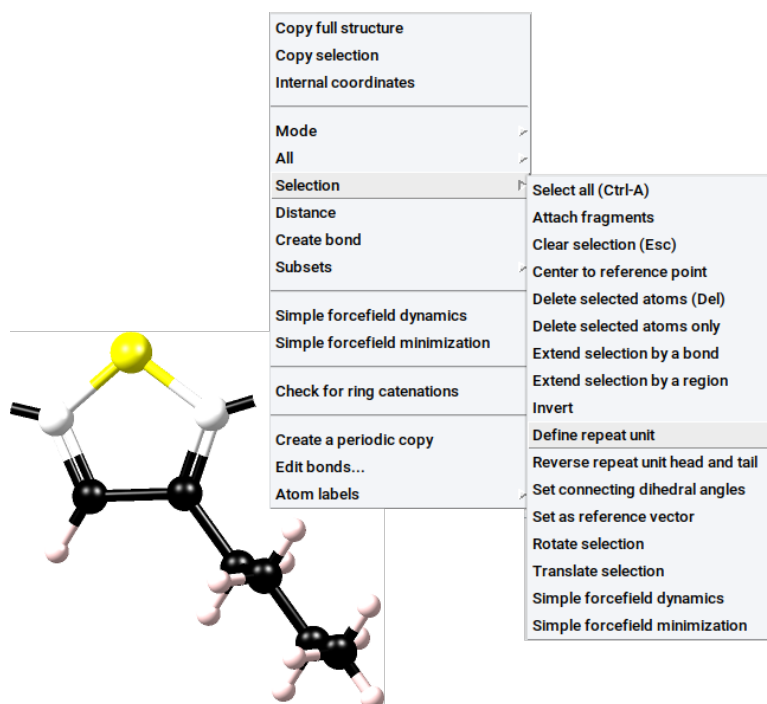 Copy full structure
Copy selection
Internal coordinates
Mode
All
Selection
Distance
Create bond
Subsets
Simple forcefield dynamics
Simple forcefield minimization
Check for ring catenations
Create a periodic copy
Edit bonds...
Atom labels
Select all (Ctrl-A)
Attach fragments
Clear selection (Esc)
Center to reference point
Delete selected atoms (Del)
Delete selected atoms only
Extend selection by a bond
Extend selection by a region
Invert
Define repeat unit
Reverse repeat unit head and tail
Set connecting dihedral angles
Set as reference vector
Rotate selection
Translate selection
Simple forcefield dynamics
Simple forcefield minimization